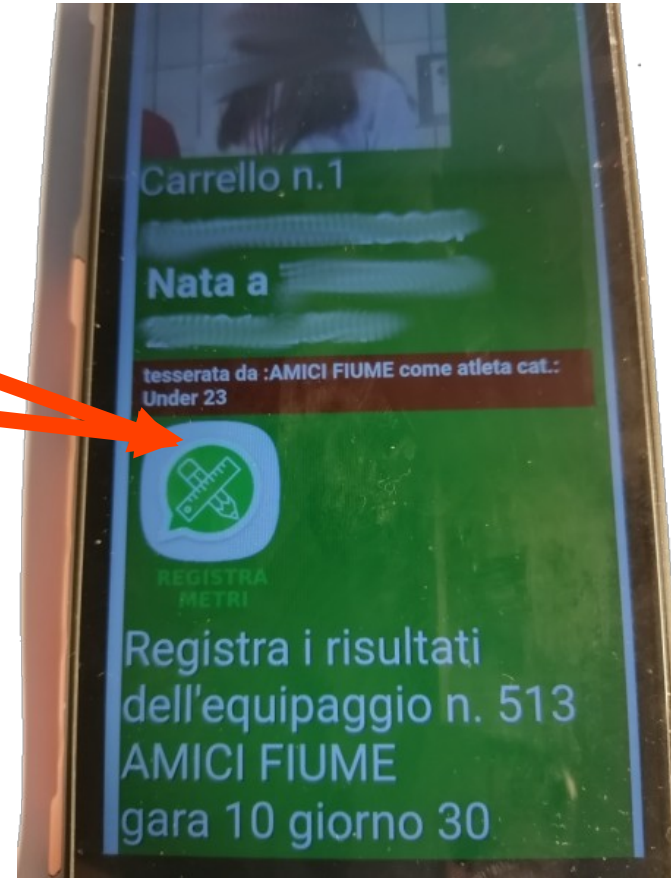 Carrello n.1
Nata a
tesserata da :AMICI FIUME come atleta cat.:
Under 23
REGISTRA
METRI
Registra i risultati
dell'equipaggio n. 513
AMICI FIUME
gara 10 giorno 30